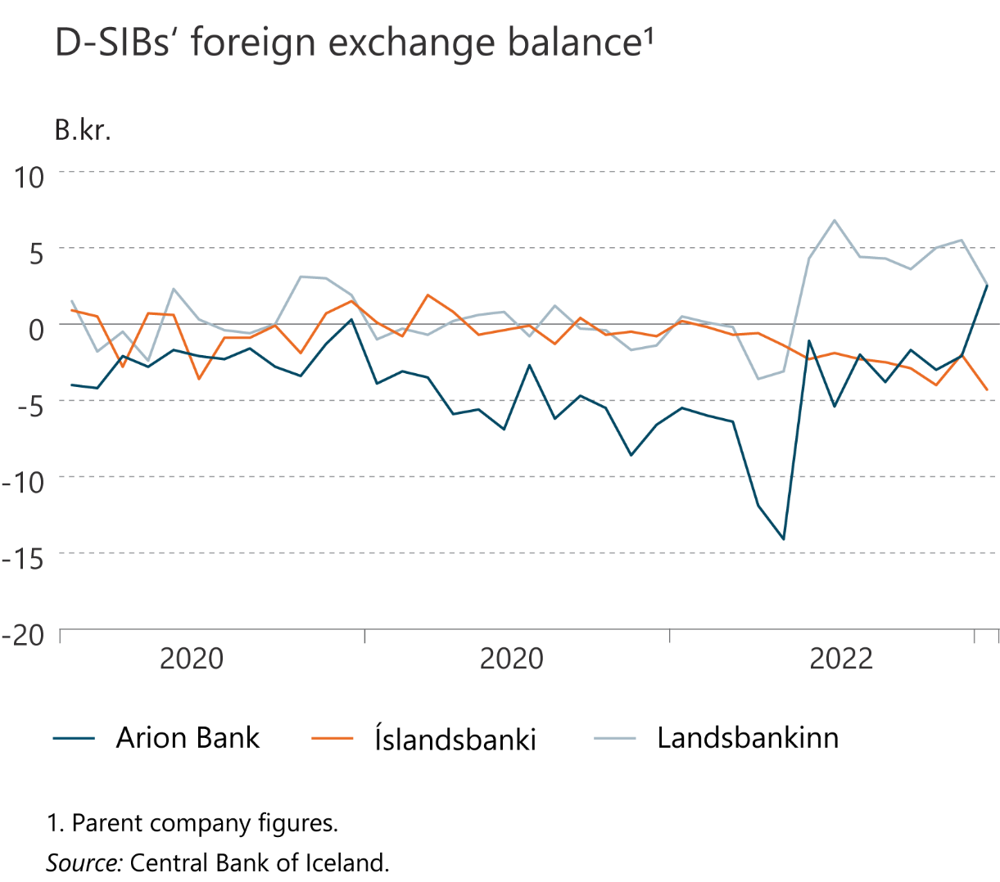 D-SIBs‘ foreign exchange balance¹
B.kr.
10
5
0
-5
-10
-15
-20
2020 2020 2022
Arion Bank Íslandsbanki Landsbankinn
1. Parent company figures.
Source: Central Bank of Iceland.